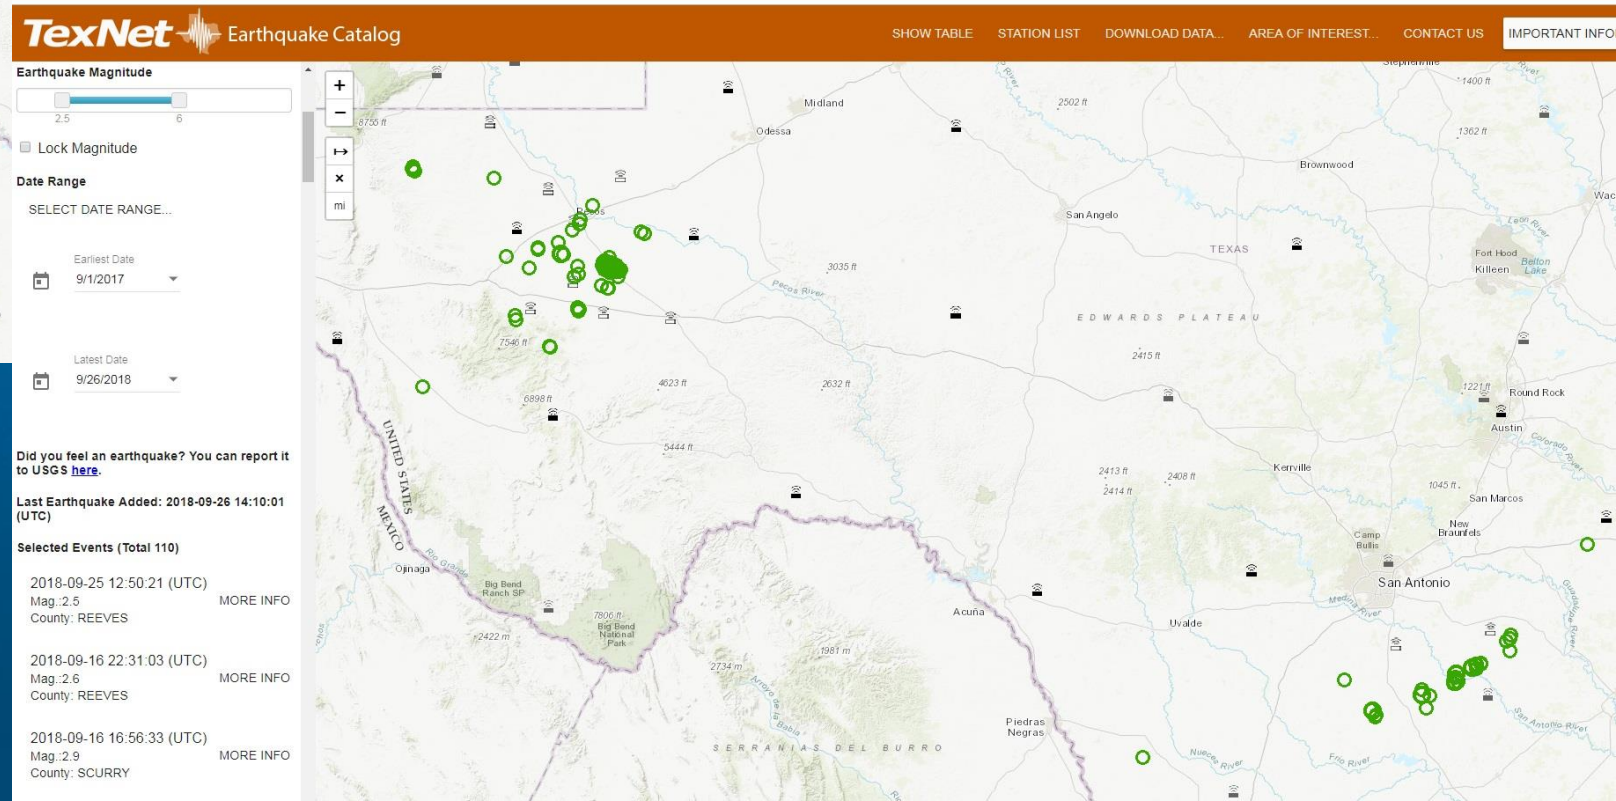 TexNet Earthquake Catalog
SHOW TABLE
STATION LIST
DOWNLOAD DATA...
AREA OF INTEREST...
CONTACT US
Earthquake Magnitude
2.5
6
Lock Magnitude
Date Range
SELECT DATE RANGE...
Earliest Date
9/1/2017
Latest Date
9/26/2018
Did you feel an earthquake? You can report it
to USGS here.
Last Earthquake Added: 2018-09-26 14:10:01
(UTC)
Selected Events (Total 110)
2018-09-25 12:50:21 (UTC)
Mag.:2.5
MORE INFO
County: REEVES
2018-09-16 22:31:03 (UTC)
Mag.:2.6
MORE INFO
County: REEVES
2018-09-16 16:56:33 (UTC)
Mag.:2.9
MORE INFO
County: SCURRY
+
−
×
mi
8755 ft
Midland
Odessa
2502 ft
1400 ft
1362 ft
Brownwood
San Angelo
TEXAS
Leon River
Fort Hood
Killeen
Belton
Lake
3035 ft
Pecos River
EDWARDS PLATEAU
7546 ft
2415 ft
4623 ft
2632 ft
6898 ft
1221 ft
Round Rock
Austin
Colorado
River
UNITED STATES
MEXICO
5444 ft
2413 ft
2408 ft
2414 ft
Kerrville
1045 ft
San Marcos
New
Braunfels
Camp
Bullis
San Antonio
Ojinaga
Rio Grande
Big Bend
Ranch SP
7806 ft
Big Bend
National
Park
2422 m
Acuña
Uvalde
Medina River
Guadalupe River
2734 m
1981 m
Arroyo de la
Babia
Piedras
Negras
SERRANIAS DEL BURRO
Nueces River
Frio River
San Antonio River